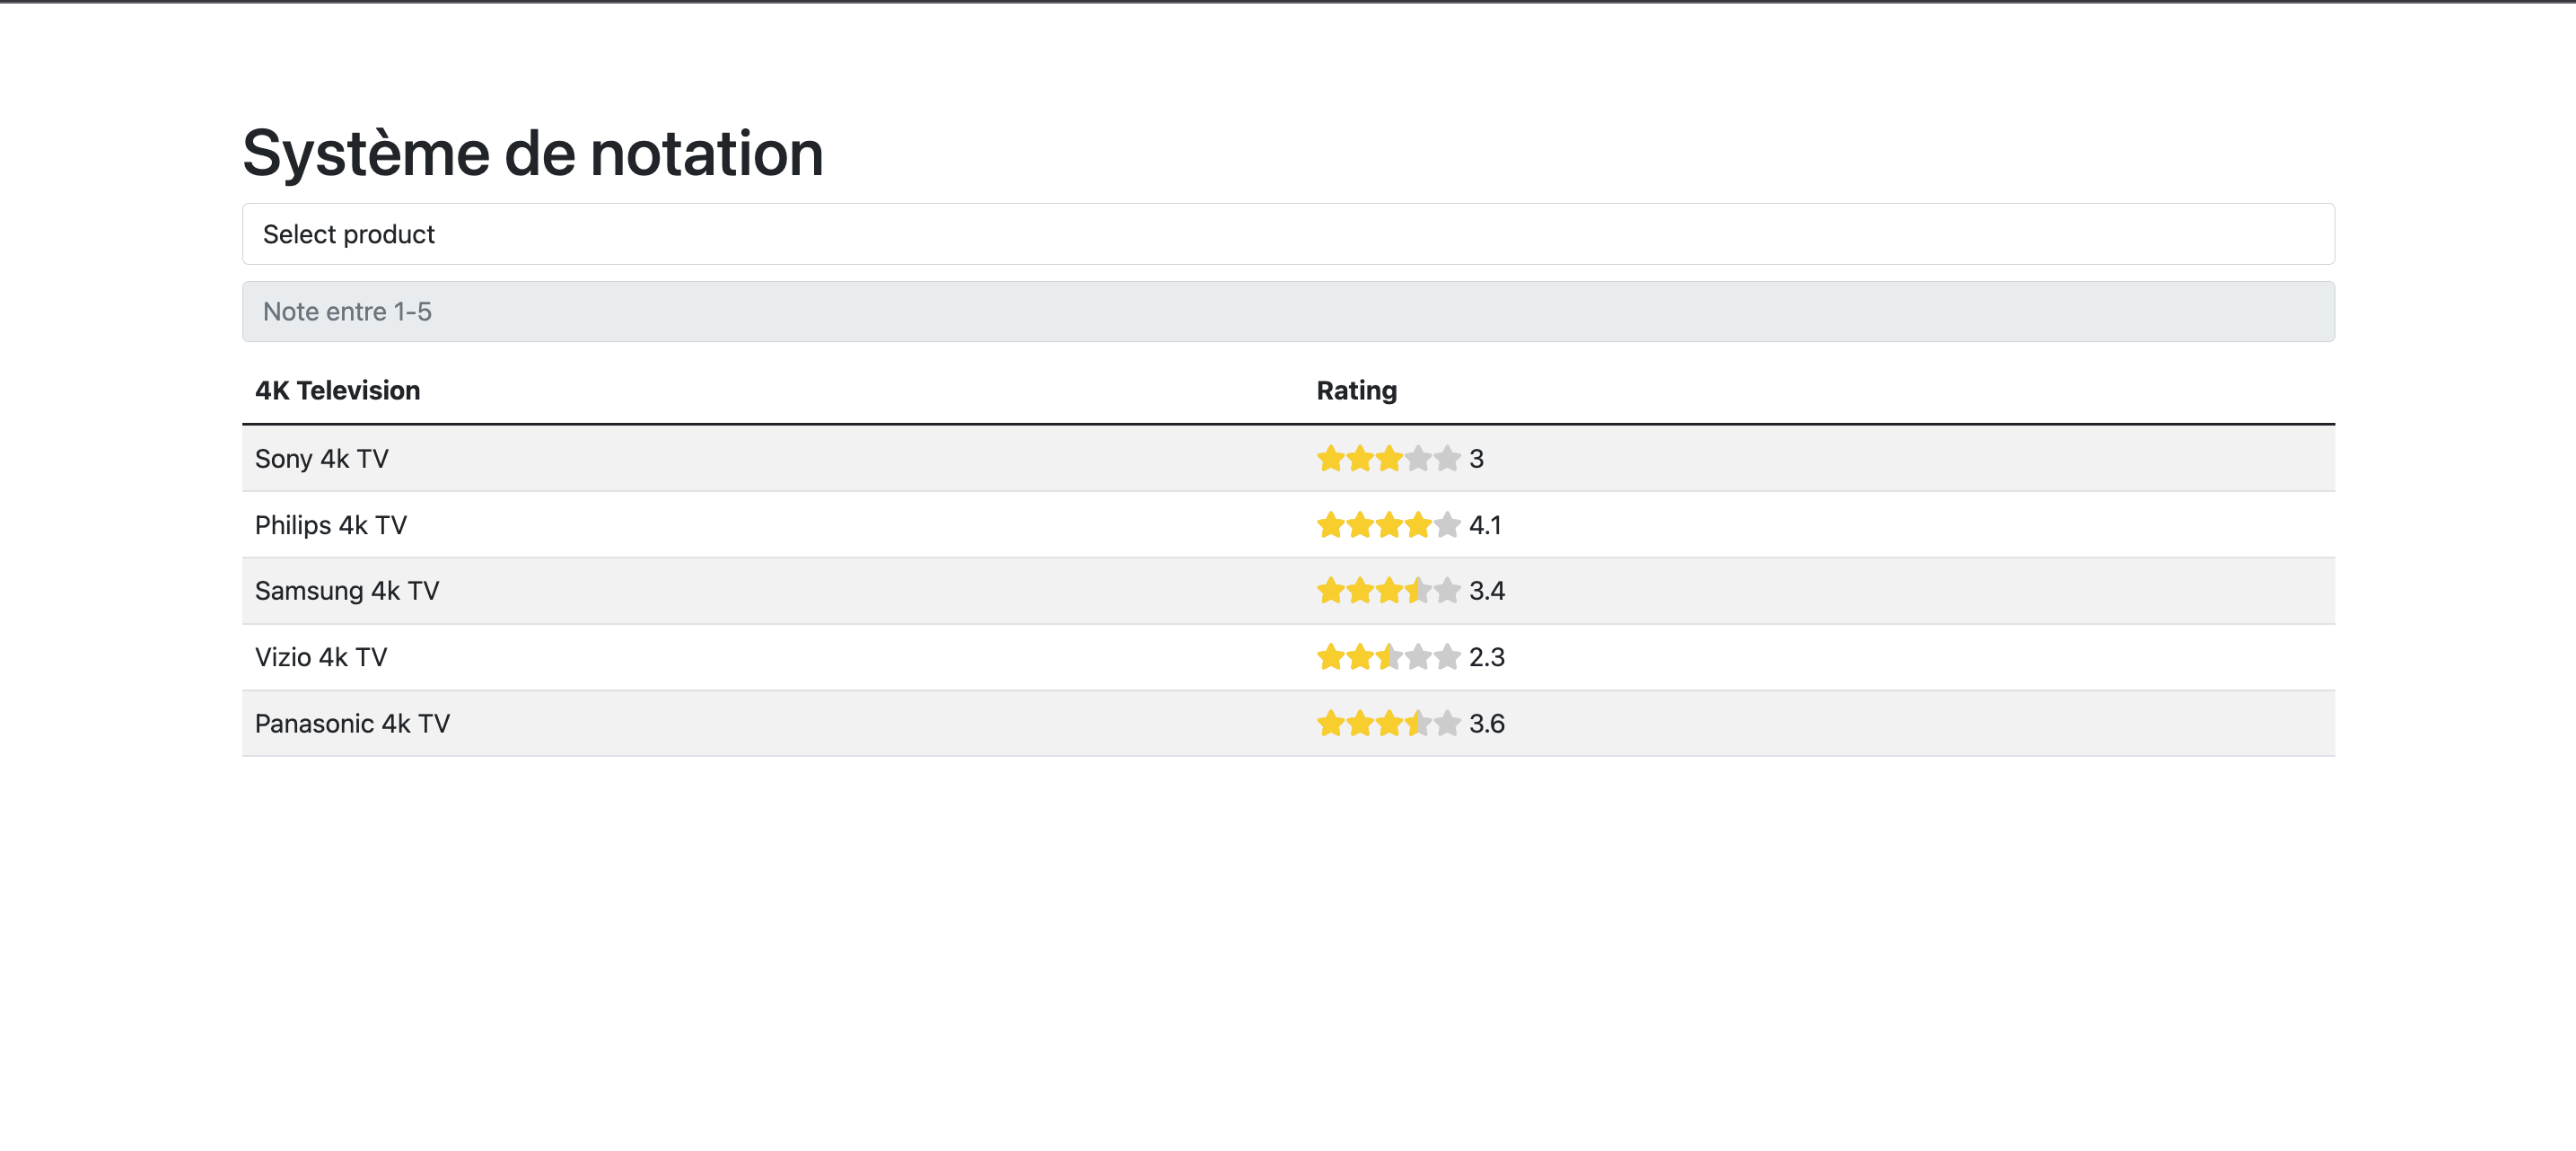 Système de notation
Select product
Note entre 1-5
4K Television Rating
Sony 4k TV 3
Philips 4k TV 4.1
Samsung 4k TV 3.4
Vizio 4k TV 2.3
Panasonic 4k TV 3.6